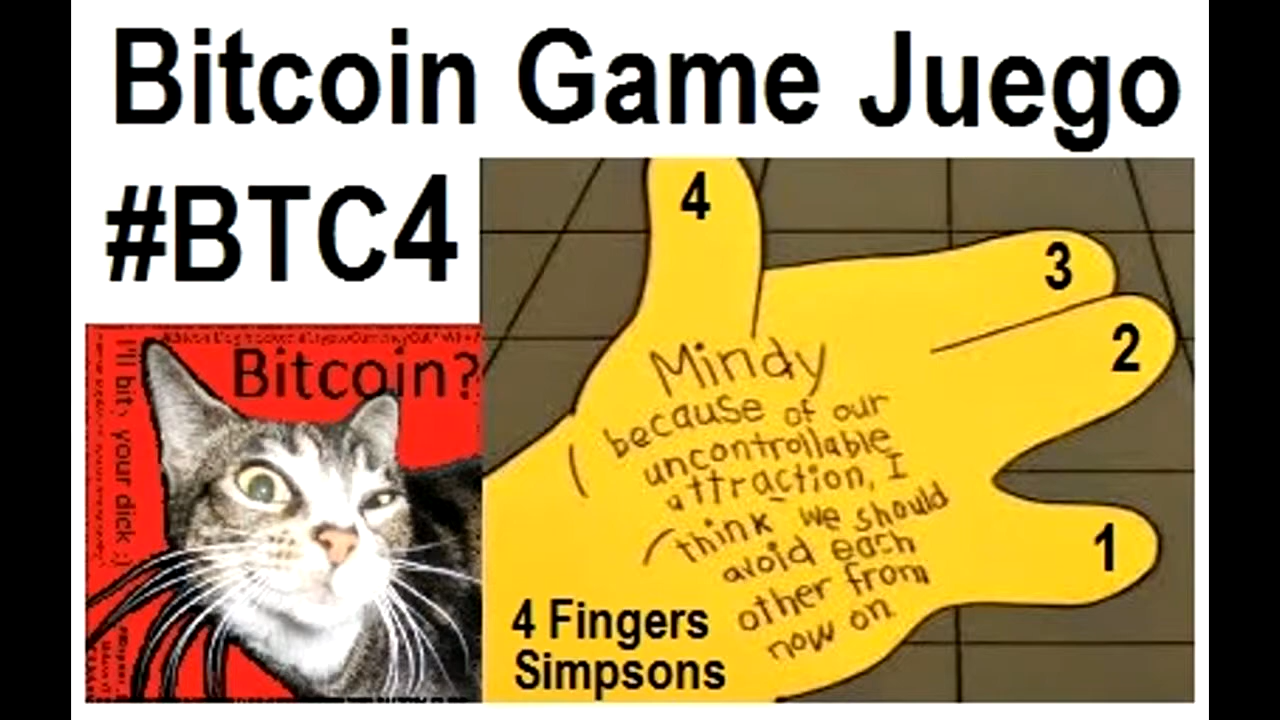 Bitcoin Game Juego
#BTC4
Bitcoin?
I'll bit, your dick :)
4
3
2
1
Mindy
because of our
uncontrollable
attraction, I
think we should
avoid each
other from
now on
4 Fingers
Simpsons